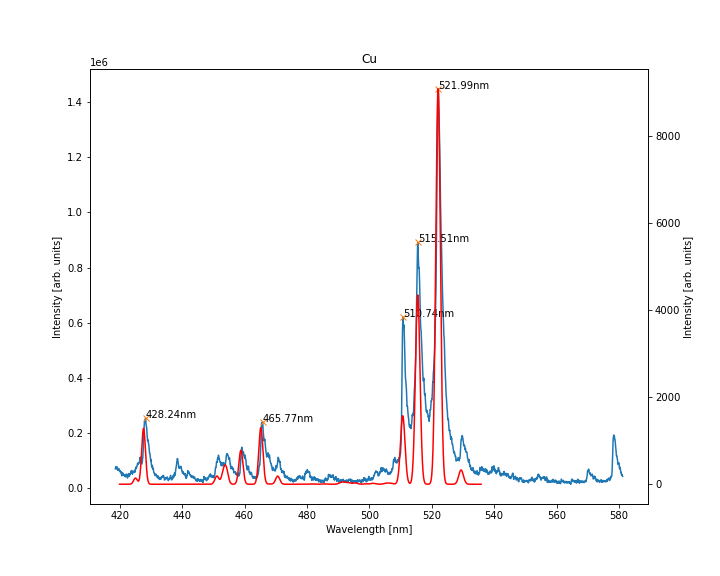 Cu
1e6
521.99nm
515.51nm
510.74nm
428.24nm
465.77nm
1.4
1.2
1.0
0.8
0.6
0.4
0.2
0.0
Intensity [arb. units]
8000
6000
4000
2000
0
Intensity [arb. units]
420 440 460 480 500 520 540 560 580
Wavelength [nm]